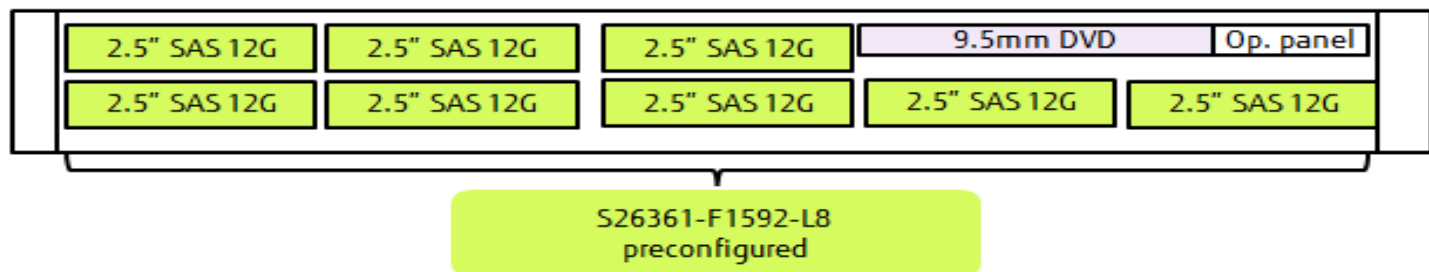 2.5” SAS 12G 2.5” SAS 12G 2.5” SAS 12G 9.5mm DVD Op. panel
2.5” SAS 12G 2.5” SAS 12G 2.5” SAS 12G 2.5” SAS 12G 2.5” SAS 12G
S26361-F1592-L8
preconfigured